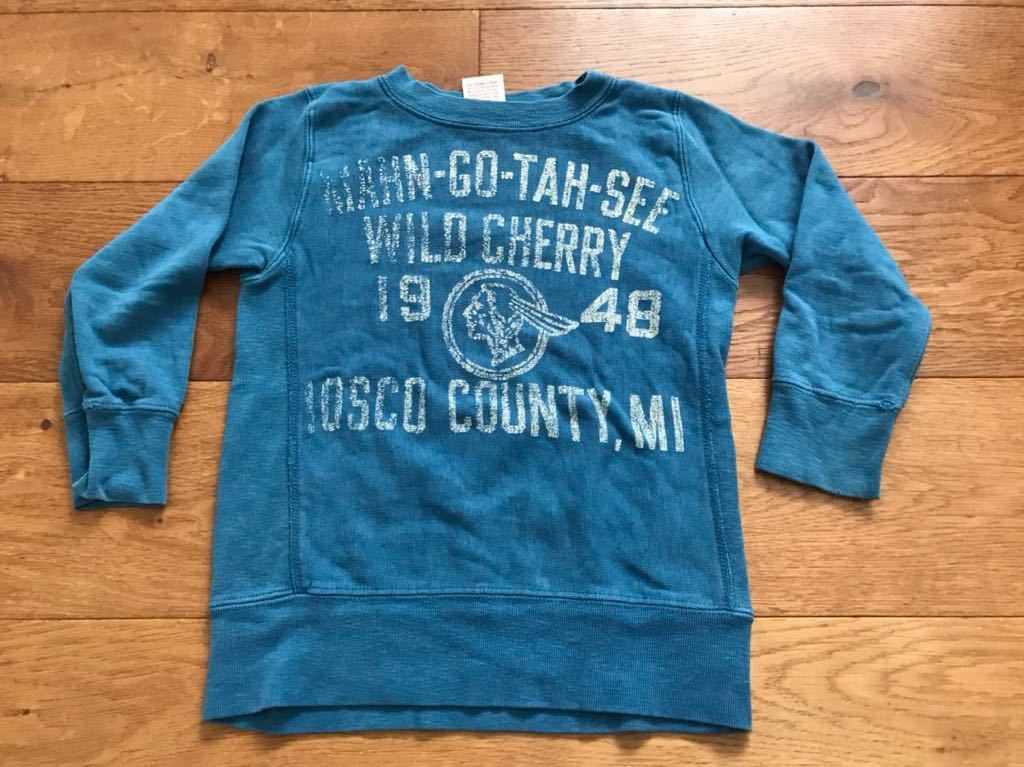 MAHN-GO-TAH-SEE
WILD CHERRY
19 48
IOSCO COUNTY, MI